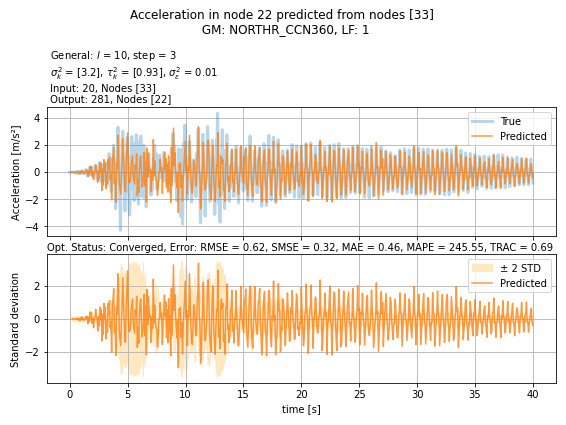 Acceleration in node 22 predicted from nodes [33]
GM: NORTHR_CCN360, LF: 1
General: l = 10, step = 3
σ_k² = [3.2], τ_k² = [0.93], σ_ε² = 0.01
Input: 20, Nodes [33]
Output: 281, Nodes [22]
Acceleration [m/s²]
4
2
0
−2
−4
True
Predicted
Opt. Status: Converged, Error: RMSE = 0.62, SMSE = 0.32, MAE = 0.46, MAPE = 245.55, TRAC = 0.69
Standard deviation
2
0
−2
± 2 STD
Predicted
0 5 10 15 20 25 30 35 40
time [s]